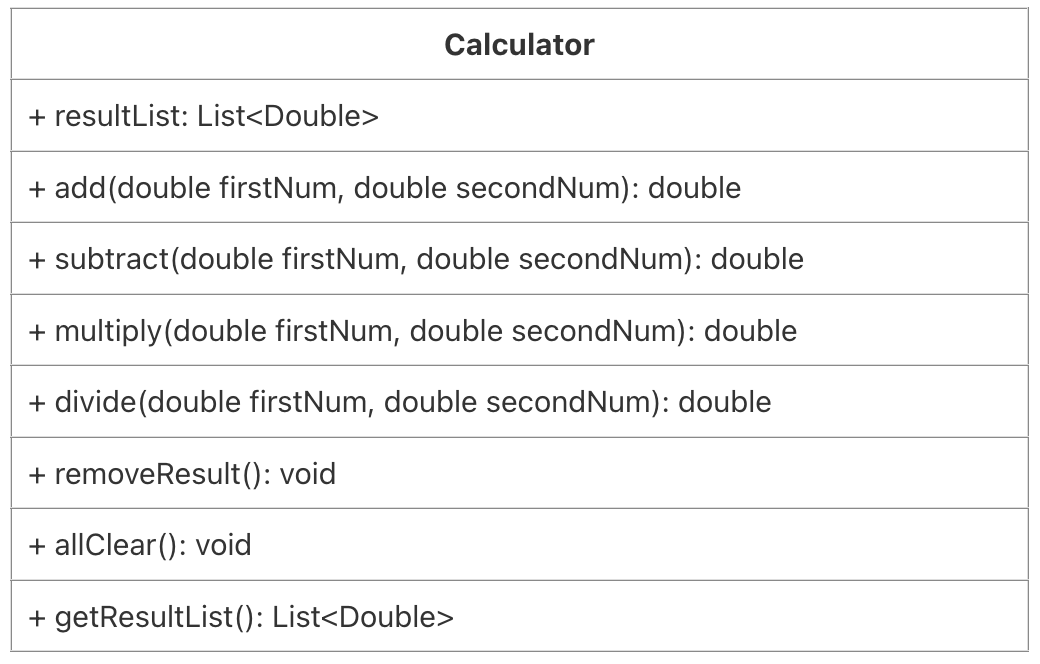 Calculator
+ resultList: List<Double>
+ add(double firstNum, double secondNum): double
+ subtract(double firstNum, double secondNum): double
+ multiply(double firstNum, double secondNum): double
+ divide(double firstNum, double secondNum): double
+ removeResult(): void
+ allClear(): void
+ getResultList(): List<Double>